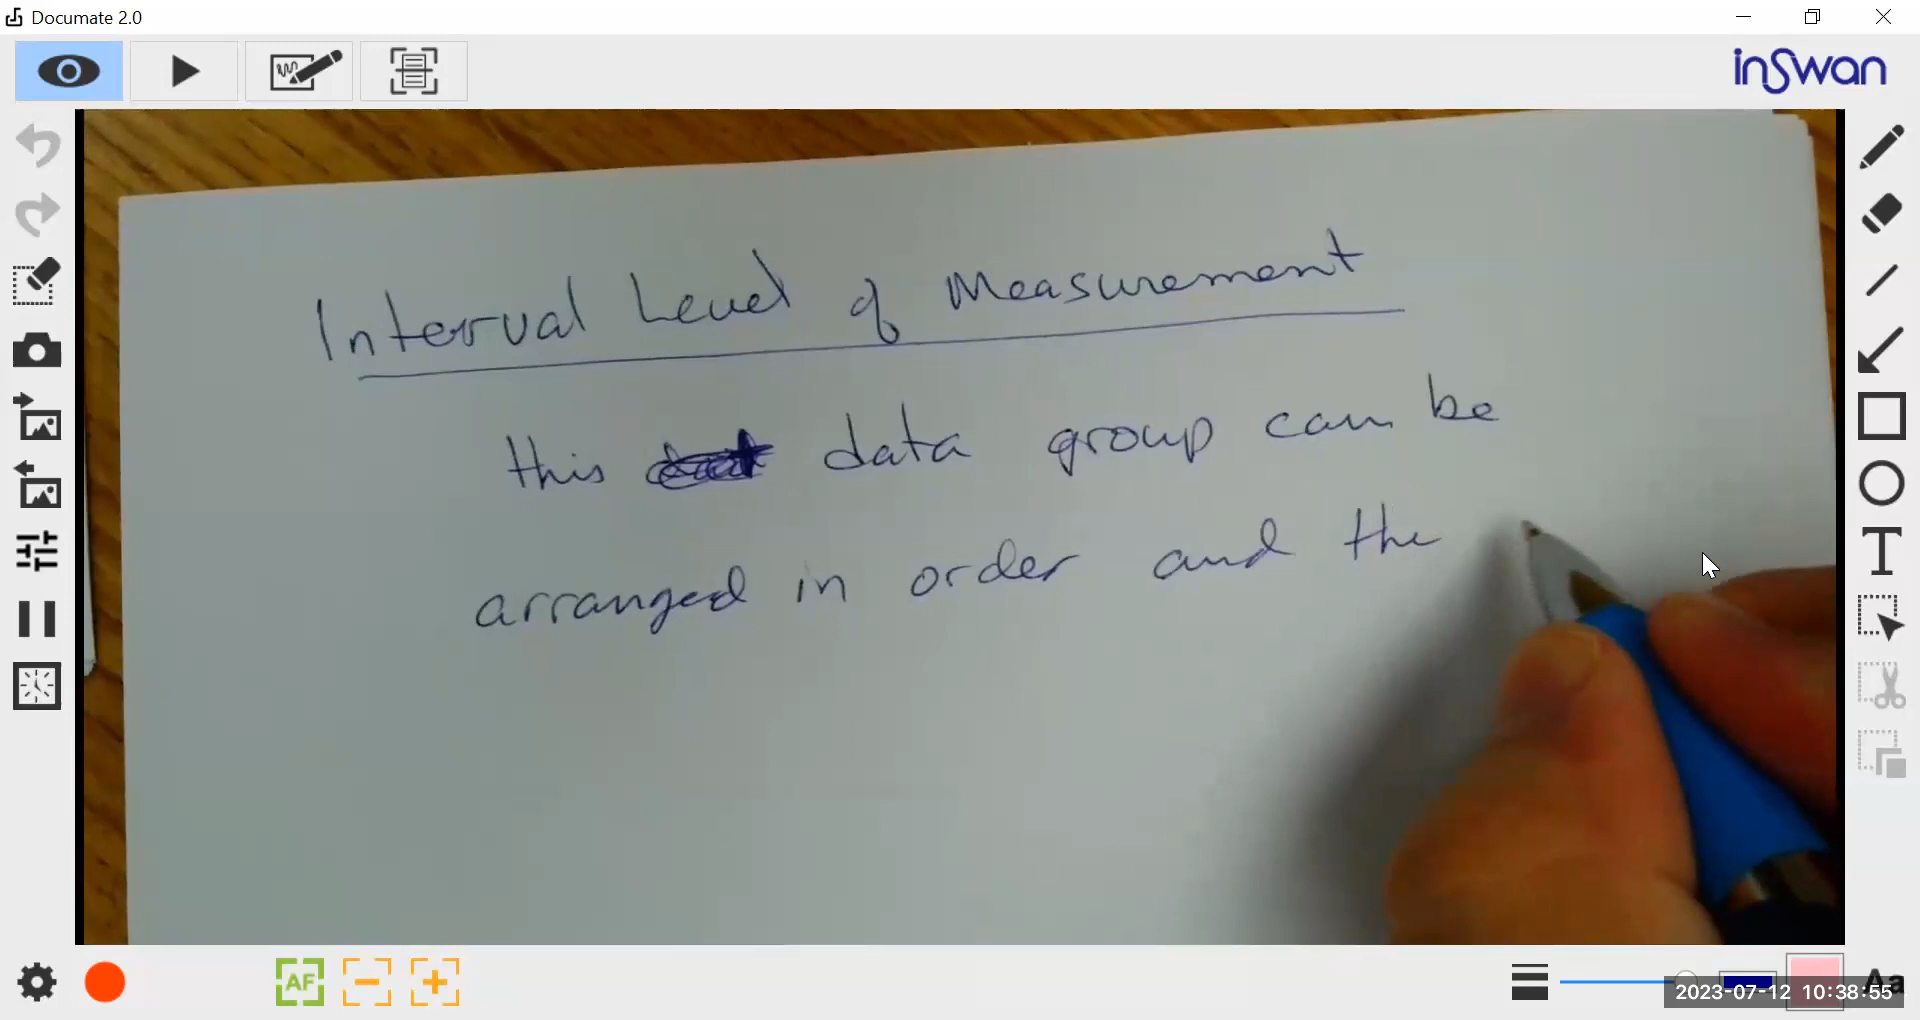 Documate 2.0
inSwan
Interval Level of Measurement
this data group can be
arranged in order and the
AF
Aa
2023-07-12 10:38:55